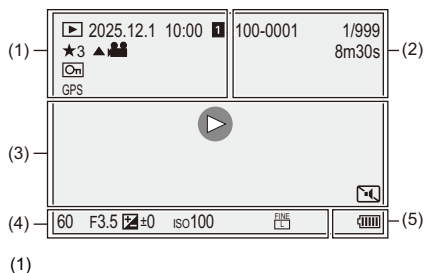 2025.12.1 10:00 1 100-0001 1/999
(1) ★3 8m30s (2)
GPS
(3)
(4) 60 F3.5 ±0 ISO100 FINE L (5)
(1)